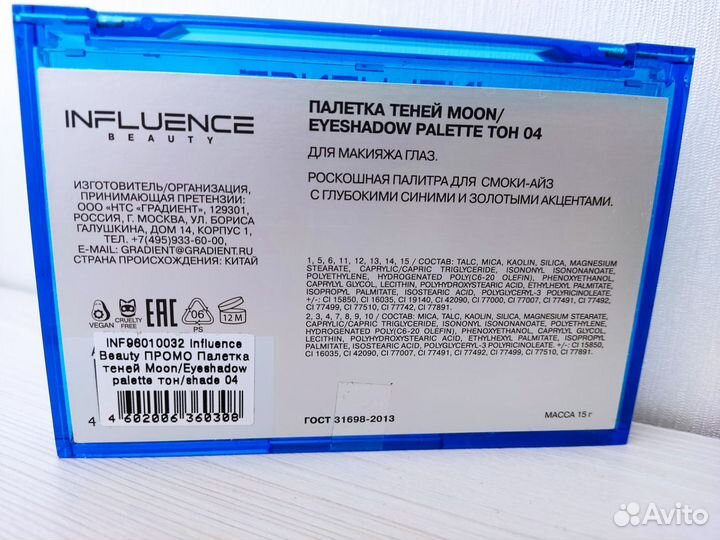 INFLUENCE
BEAUTY
ИЗГОТОВИТЕЛЬ/ОРГАНИЗАЦИЯ,
ПРИНИМАЮЩАЯ ПРЕТЕНЗИИ:
ООО «НТС «ГРАДИЕНТ», 129301,
РОССИЯ, Г. МОСКВА, УЛ. БОРИСА
ГАЛУШКИНА, ДОМ 14, КОРПУС 1,
ТЕЛ. +7(495)933-60-00,
E-MAIL: GRADIENT@GRADIENT.RU
СТРАНА ПРОИСХОЖДЕНИЯ: КИТАЙ
VEGAN
CRUELTY
FREE
EAC
06
PS
12 M
INF96010032 Influence
Beauty ПРОМО Палетка
теней Moon/Eyeshadow
palette тон/shade 04
4 602006 360308
ПАЛЕТКА ТЕНЕЙ MOON/
EYESHADOW PALETTE ТОН 04
ДЛЯ МАКИЯЖА ГЛАЗ.
РОСКОШНАЯ ПАЛИТРА ДЛЯ СМОКИ-АЙЗ
С ГЛУБОКИМИ СИНИМИ И ЗОЛОТЫМИ АКЦЕНТАМИ.
1, 5, 6, 11, 12, 13, 14, 15 / СОСТАВ: TALC, MICA, KAOLIN, SILICA, MAGNESIUM
STEARATE, CAPRYLIC/CAPRIC TRIGLYCERIDE, ISONONYL ISONONANOATE,
POLYETHYLENE, HYDROGENATED POLY(C6-20 OLEFIN), PHENOXYETHANOL,
CAPRYLYL GLYCOL, LECITHIN, POLYHYDROXYSTEARIC ACID, ETHYLHEXYL PALMITATE,
ISOPROPYL PALMITATE, ISOSTEARIC ACID, POLYGLYCERYL-3 POLYRICINOLEATE.
+/-: CI 15850, CI 16035, CI 19140, CI 42090, CI 77000, CI 77007, CI 77491, CI 77492,
CI 77499, CI 77510, CI 77742, CI 77891.
2, 3, 4, 7, 8, 9, 10 / СОСТАВ: MICA, TALC, KAOLIN, SILICA, MAGNESIUM STEARATE,
CAPRYLIC/CAPRIC TRIGLYCERIDE, ISONONYL ISONONANOATE, POLYETHYLENE,
HYDROGENATED POLY(C6-20 OLEFIN), PHENOXYETHANOL, CAPRYLYL GLYCOL,
LECITHIN, POLYHYDROXYSTEARIC ACID, ETHYLHEXYL PALMITATE, ISOPROPYL
PALMITATE, ISOSTEARIC ACID, POLYGLYCERYL-3 POLYRICINOLEATE. +/-: CI 15850,
CI 16035, CI 42090, CI 77007, CI 77491, CI 77492, CI 77499, CI 77510, CI 77891.
ГОСТ 31698-2013
МАССА 15 г
Avito